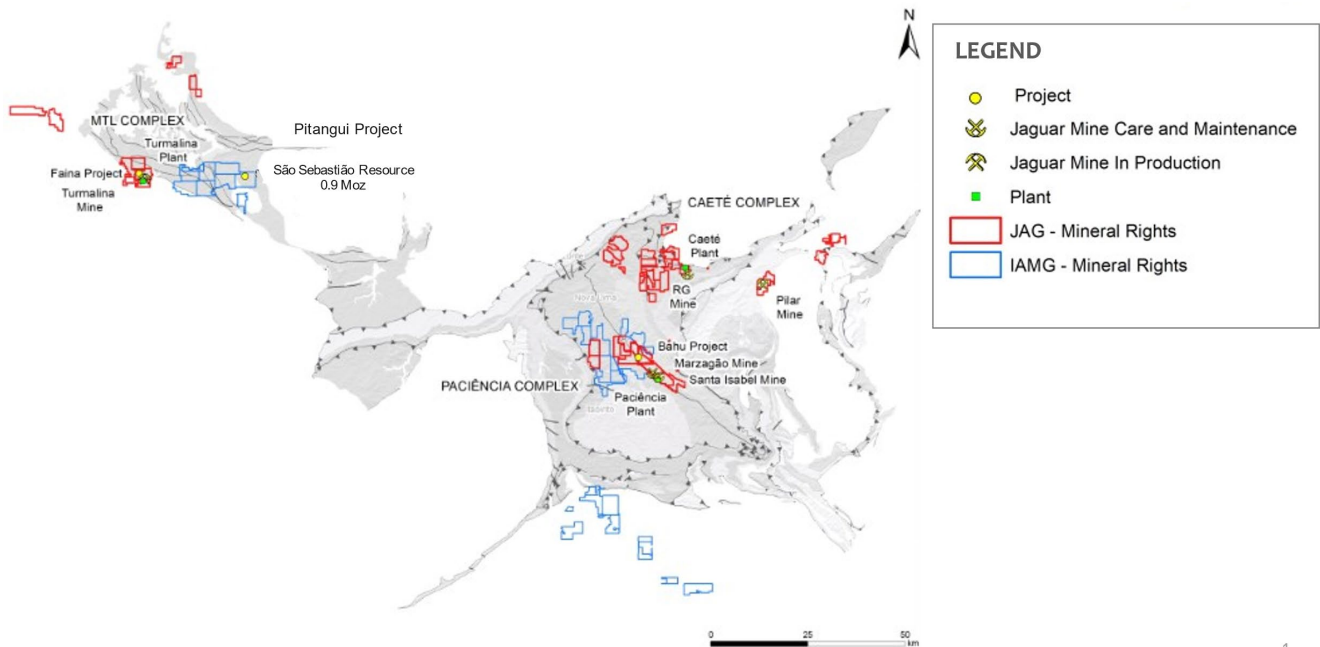 N
LEGEND
Project
Jaguar Mine Care and Maintenance
Jaguar Mine In Production
Plant
JAG - Mineral Rights
IAMG - Mineral Rights
MTL COMPLEX
Turmalina
Plant
Faina Project
Turmalina
Mine
Pitangui Project
São Sebastião Resource
0.9 Moz
CAETÉ COMPLEX
Caeté
Plant
RG
Mine
Pilar
Mine
Nova Lima
Bahu Project
Marzagão Mine
Santa Isabel Mine
PACIÊNCIA COMPLEX
Paciência
Plant
0 25 50
km